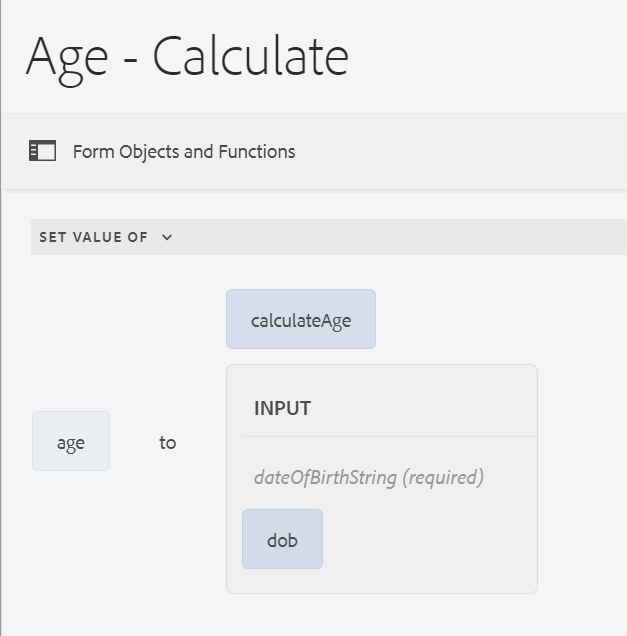 Age - Calculate
Form Objects and Functions
SET VALUE OF
calculateAge
INPUT
age to
dateOfBirthString (required)
dob